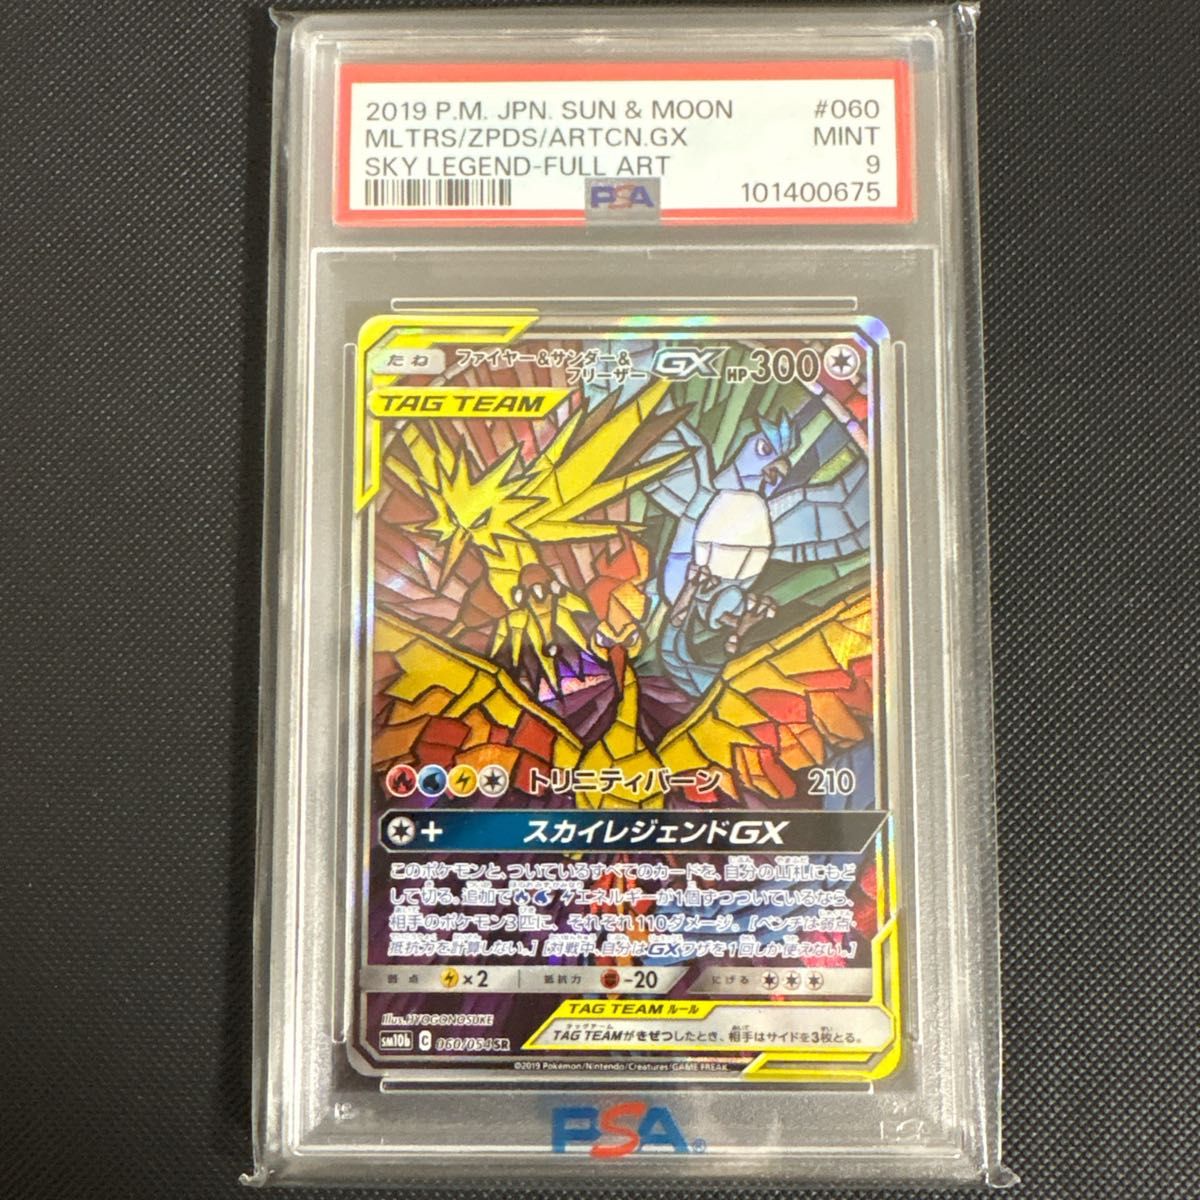 2019 P.M. JPN. SUN & MOON #060
MLTRS/ZPDS/ARTCN.GX MINT
SKY LEGEND-FULL ART 9
PSA 101400675
たね ファイヤー&サンダー&
フリーザー GX HP300
TAG TEAM
トリニティバーン 210
+ スカイレジェンドGX
このポケモンと、ついているすべてのカードを、自分の山札にもど
して切る。追加で エネルギーが1個ずつついているなら、
相手のポケモン3匹に、それぞれ110ダメージ。[ベンチは弱点・
抵抗力を計算しない。] [対戦中、自分はGXワザを1回しか使えない。]
弱点 ×2 抵抗力 -20 にげる
TAG TEAM ルール
TAG TEAMがきぜつしたとき、相手はサイドを3枚とる。
Illus.HYOGONOSUKE
SM10b C 060/054 SR
©2019 Pokémon/Nintendo/Creatures/GAME FREAK.
PSA®